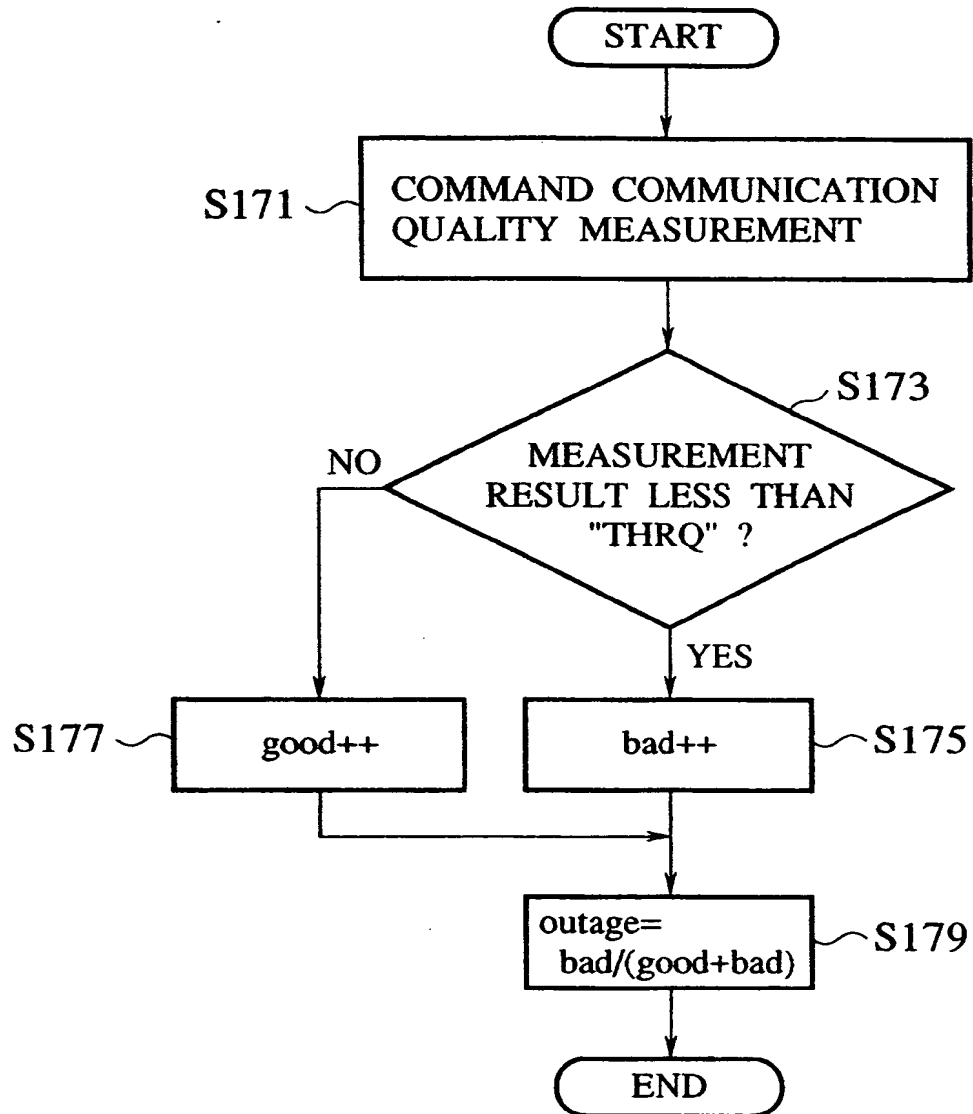 START
S171
COMMAND COMMUNICATION
QUALITY MEASUREMENT
S173
MEASUREMENT
RESULT LESS THAN
"THRQ" ?
NO
YES
S177
good++
bad++
S175
outage=
bad/(good+bad)
S179
END